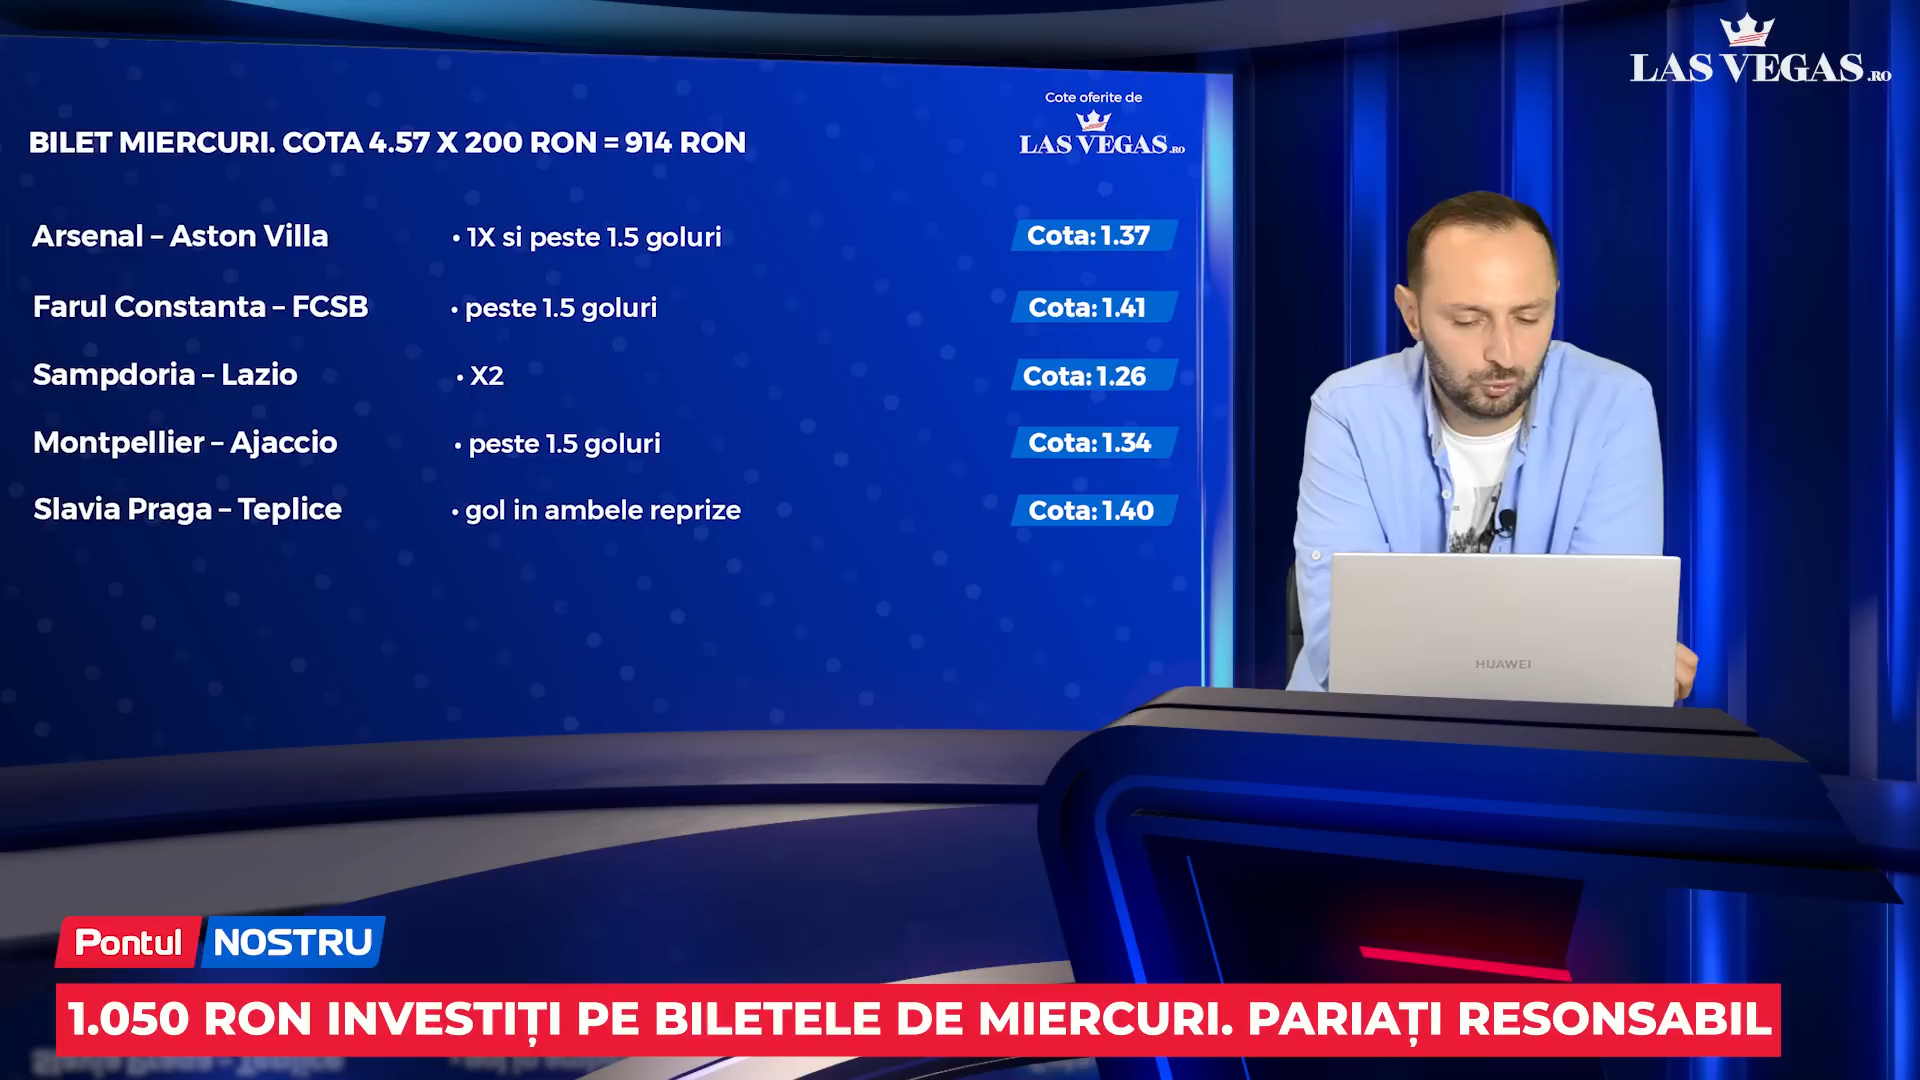 LAS VEGAS.RO
Cote oferite de
LAS VEGAS.RO
BILET MIERCURI. COTA 4.57 X 200 RON = 914 RON
Arsenal – Aston Villa • 1X si peste 1.5 goluri Cota: 1.37
Farul Constanta – FCSB • peste 1.5 goluri Cota: 1.41
Sampdoria – Lazio • X2 Cota: 1.26
Montpellier – Ajaccio • peste 1.5 goluri Cota: 1.34
Slavia Praga – Teplice • gol in ambele reprize Cota: 1.40
HUAWEI
Pontul NOSTRU
1.050 RON INVESTIȚI PE BILETELE DE MIERCURI. PARIAȚI RESONSABIL